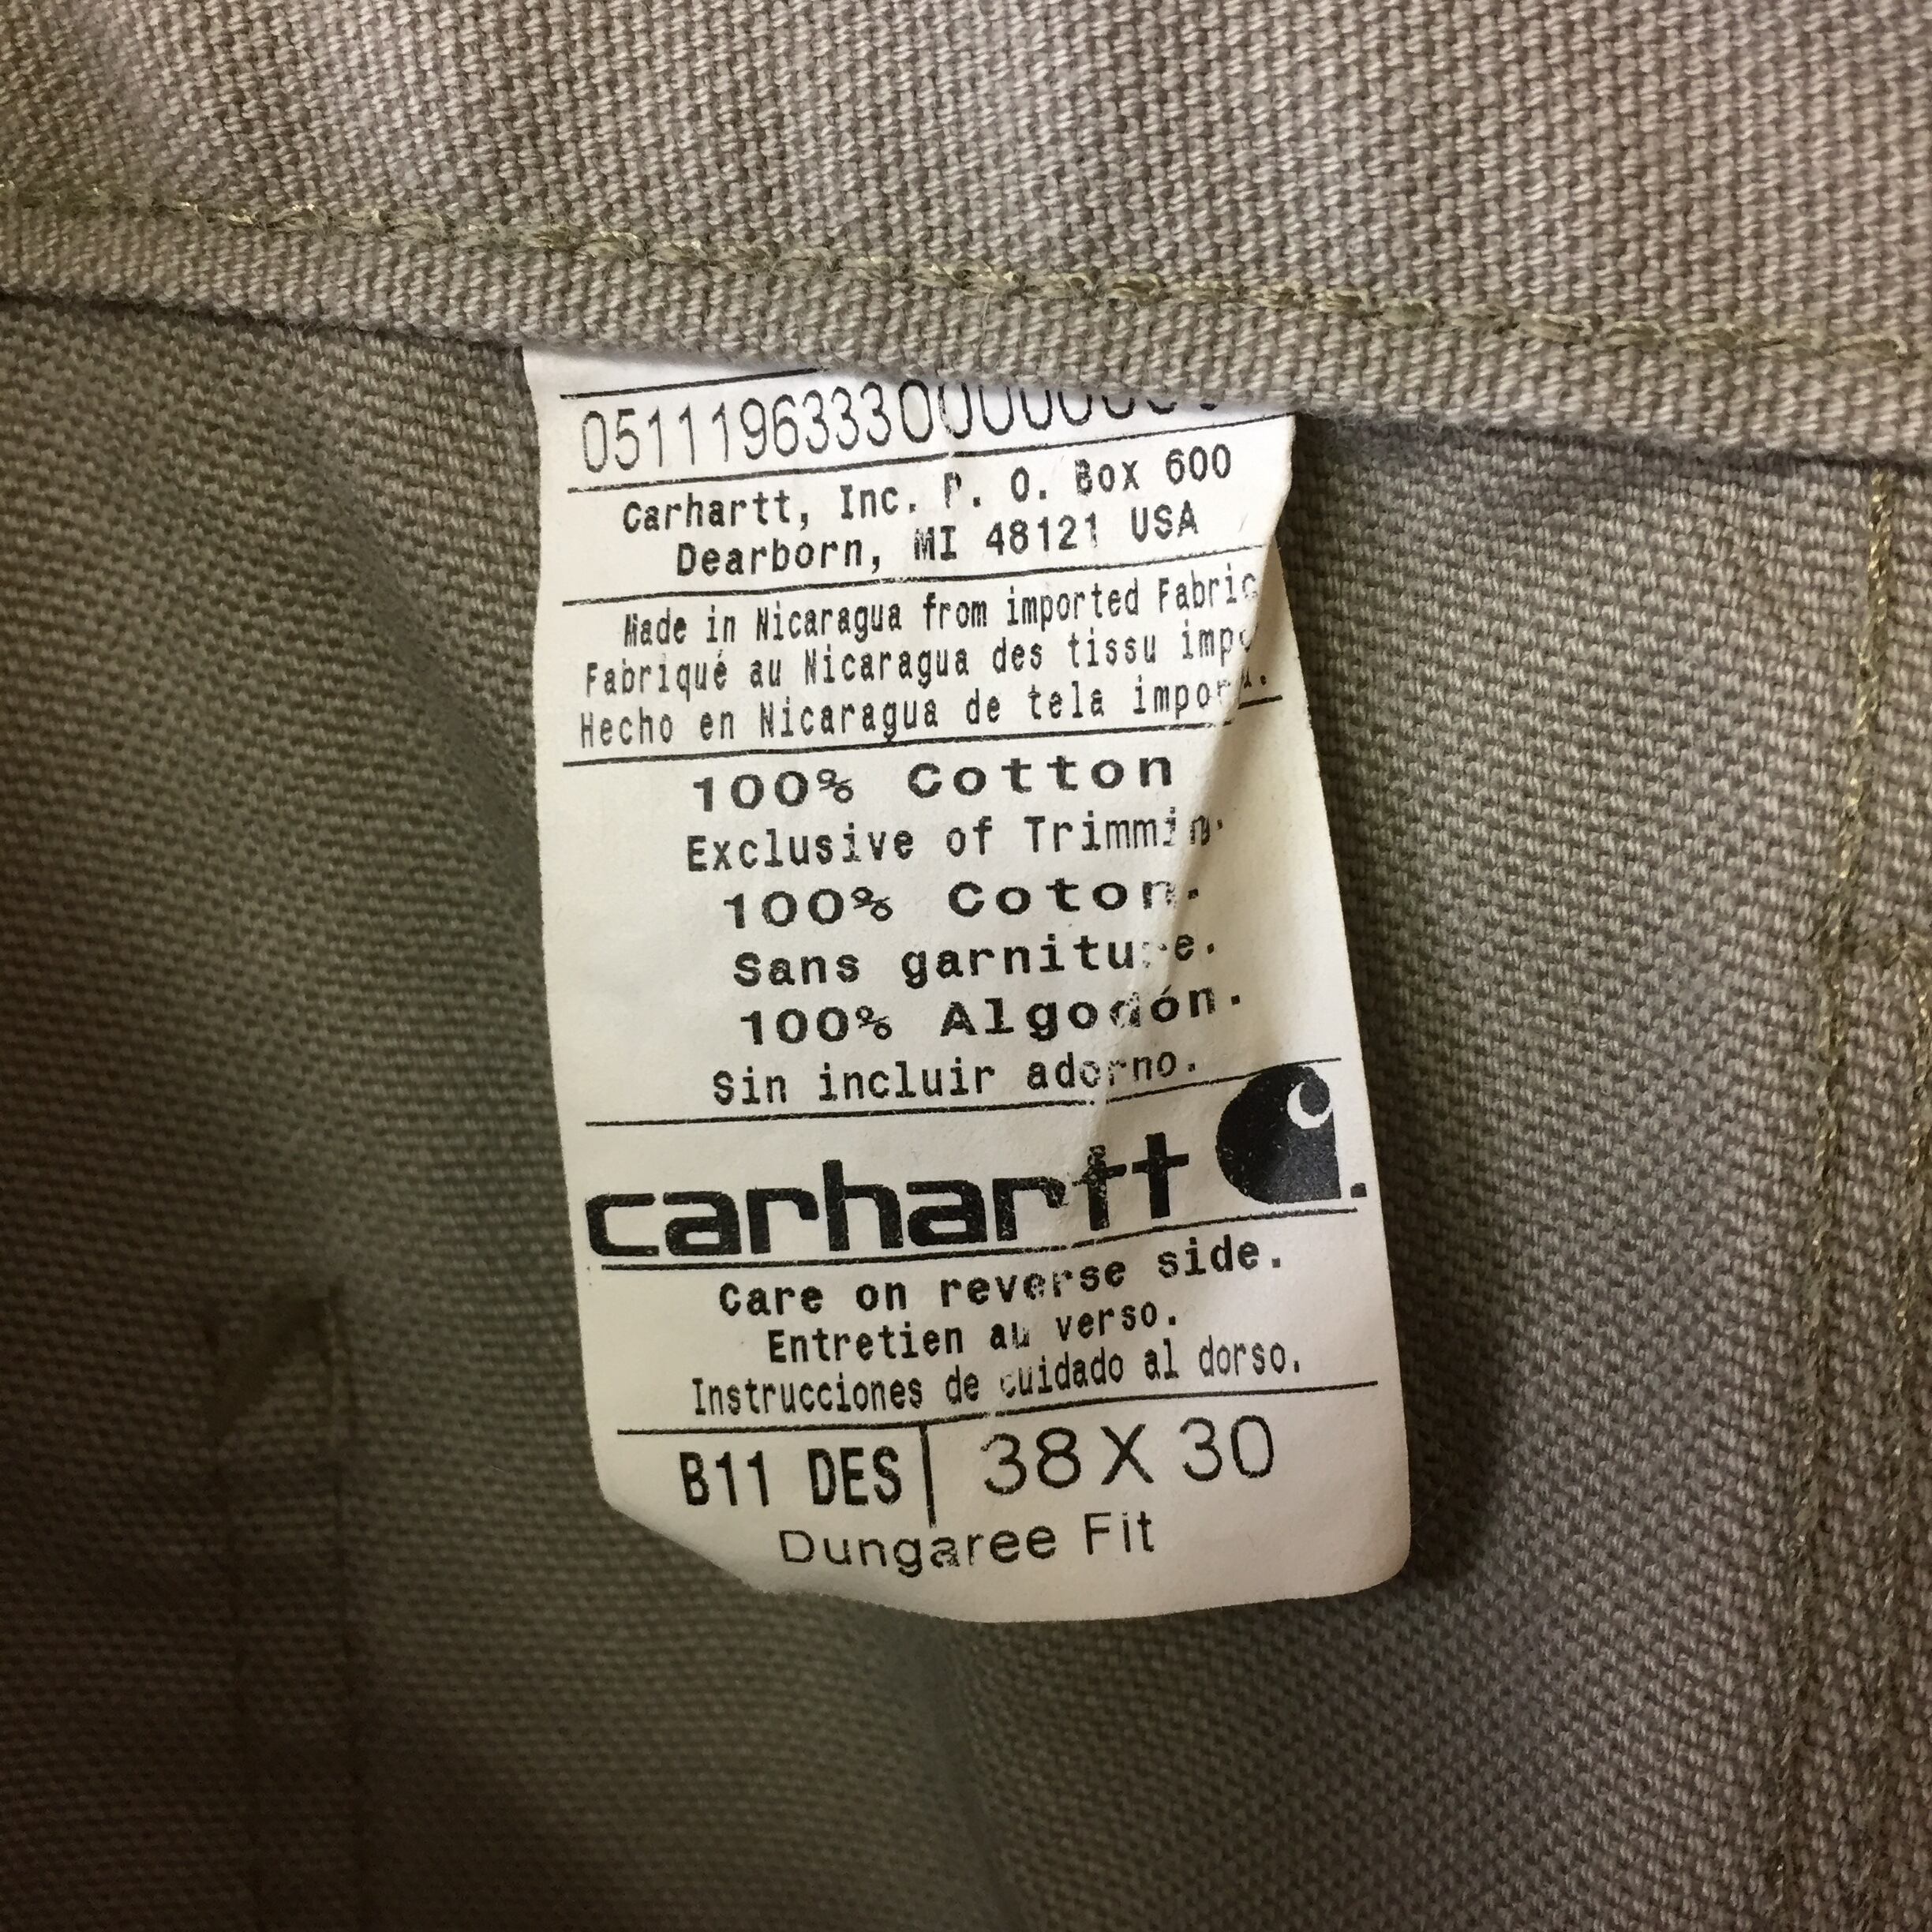 Carhartt, Inc. P. O. Box 600
Dearborn, MI 48121 USA
Made in Nicaragua from imported Fabric
Fabriqué au Nicaragua des tissu
Hecho en Nicaragua de tela
100% Cotton
Exclusive of
100% Coton.
Sans garniture.
100% Algodón.
Sin incluir adorno.
carhartt
Care on reverse side.
Entretien au verso.
Instrucciones de cuidado al dorso.
B11 DES 38 X 30
Dungaree Fit